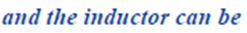 and the inductor can be